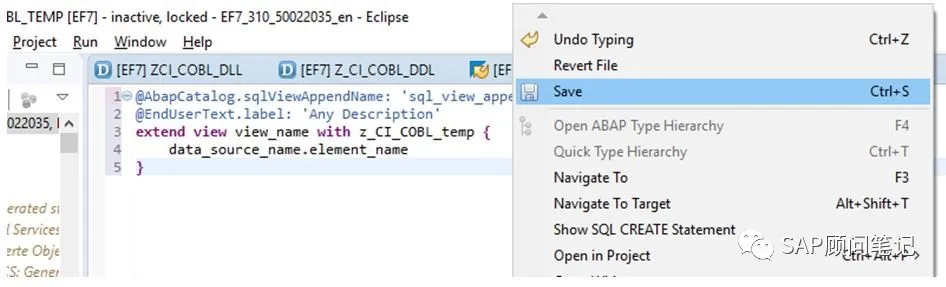 BL_TEMP [EF7] - inactive, locked - EF7_310_50022035_en - Eclipse
Project Run Window Help
[EF7] ZCI_COBL_DLL [EF7] Z_CI_COBL_DDL [EF
1 @AbapCatalog.sqlViewAppendName: 'sql_view_appe
2 @EndUserText.label: 'Any Description'
3 extend view view_name with z_CI_COBL_temp {
4 data_source_name.element_name
5 }
0022035,
erated st
l Services
erte Obje
CS: Gener
Undo Typing Ctrl+Z
Revert File
Save Ctrl+S
Open ABAP Type Hierarchy F4
Quick Type Hierarchy Ctrl+T
Navigate To F3
Navigate To Target Alt+Shift+T
Show SQL CREATE Statement
Open in Project Ctrl+Alt+P
SAP顾问笔记